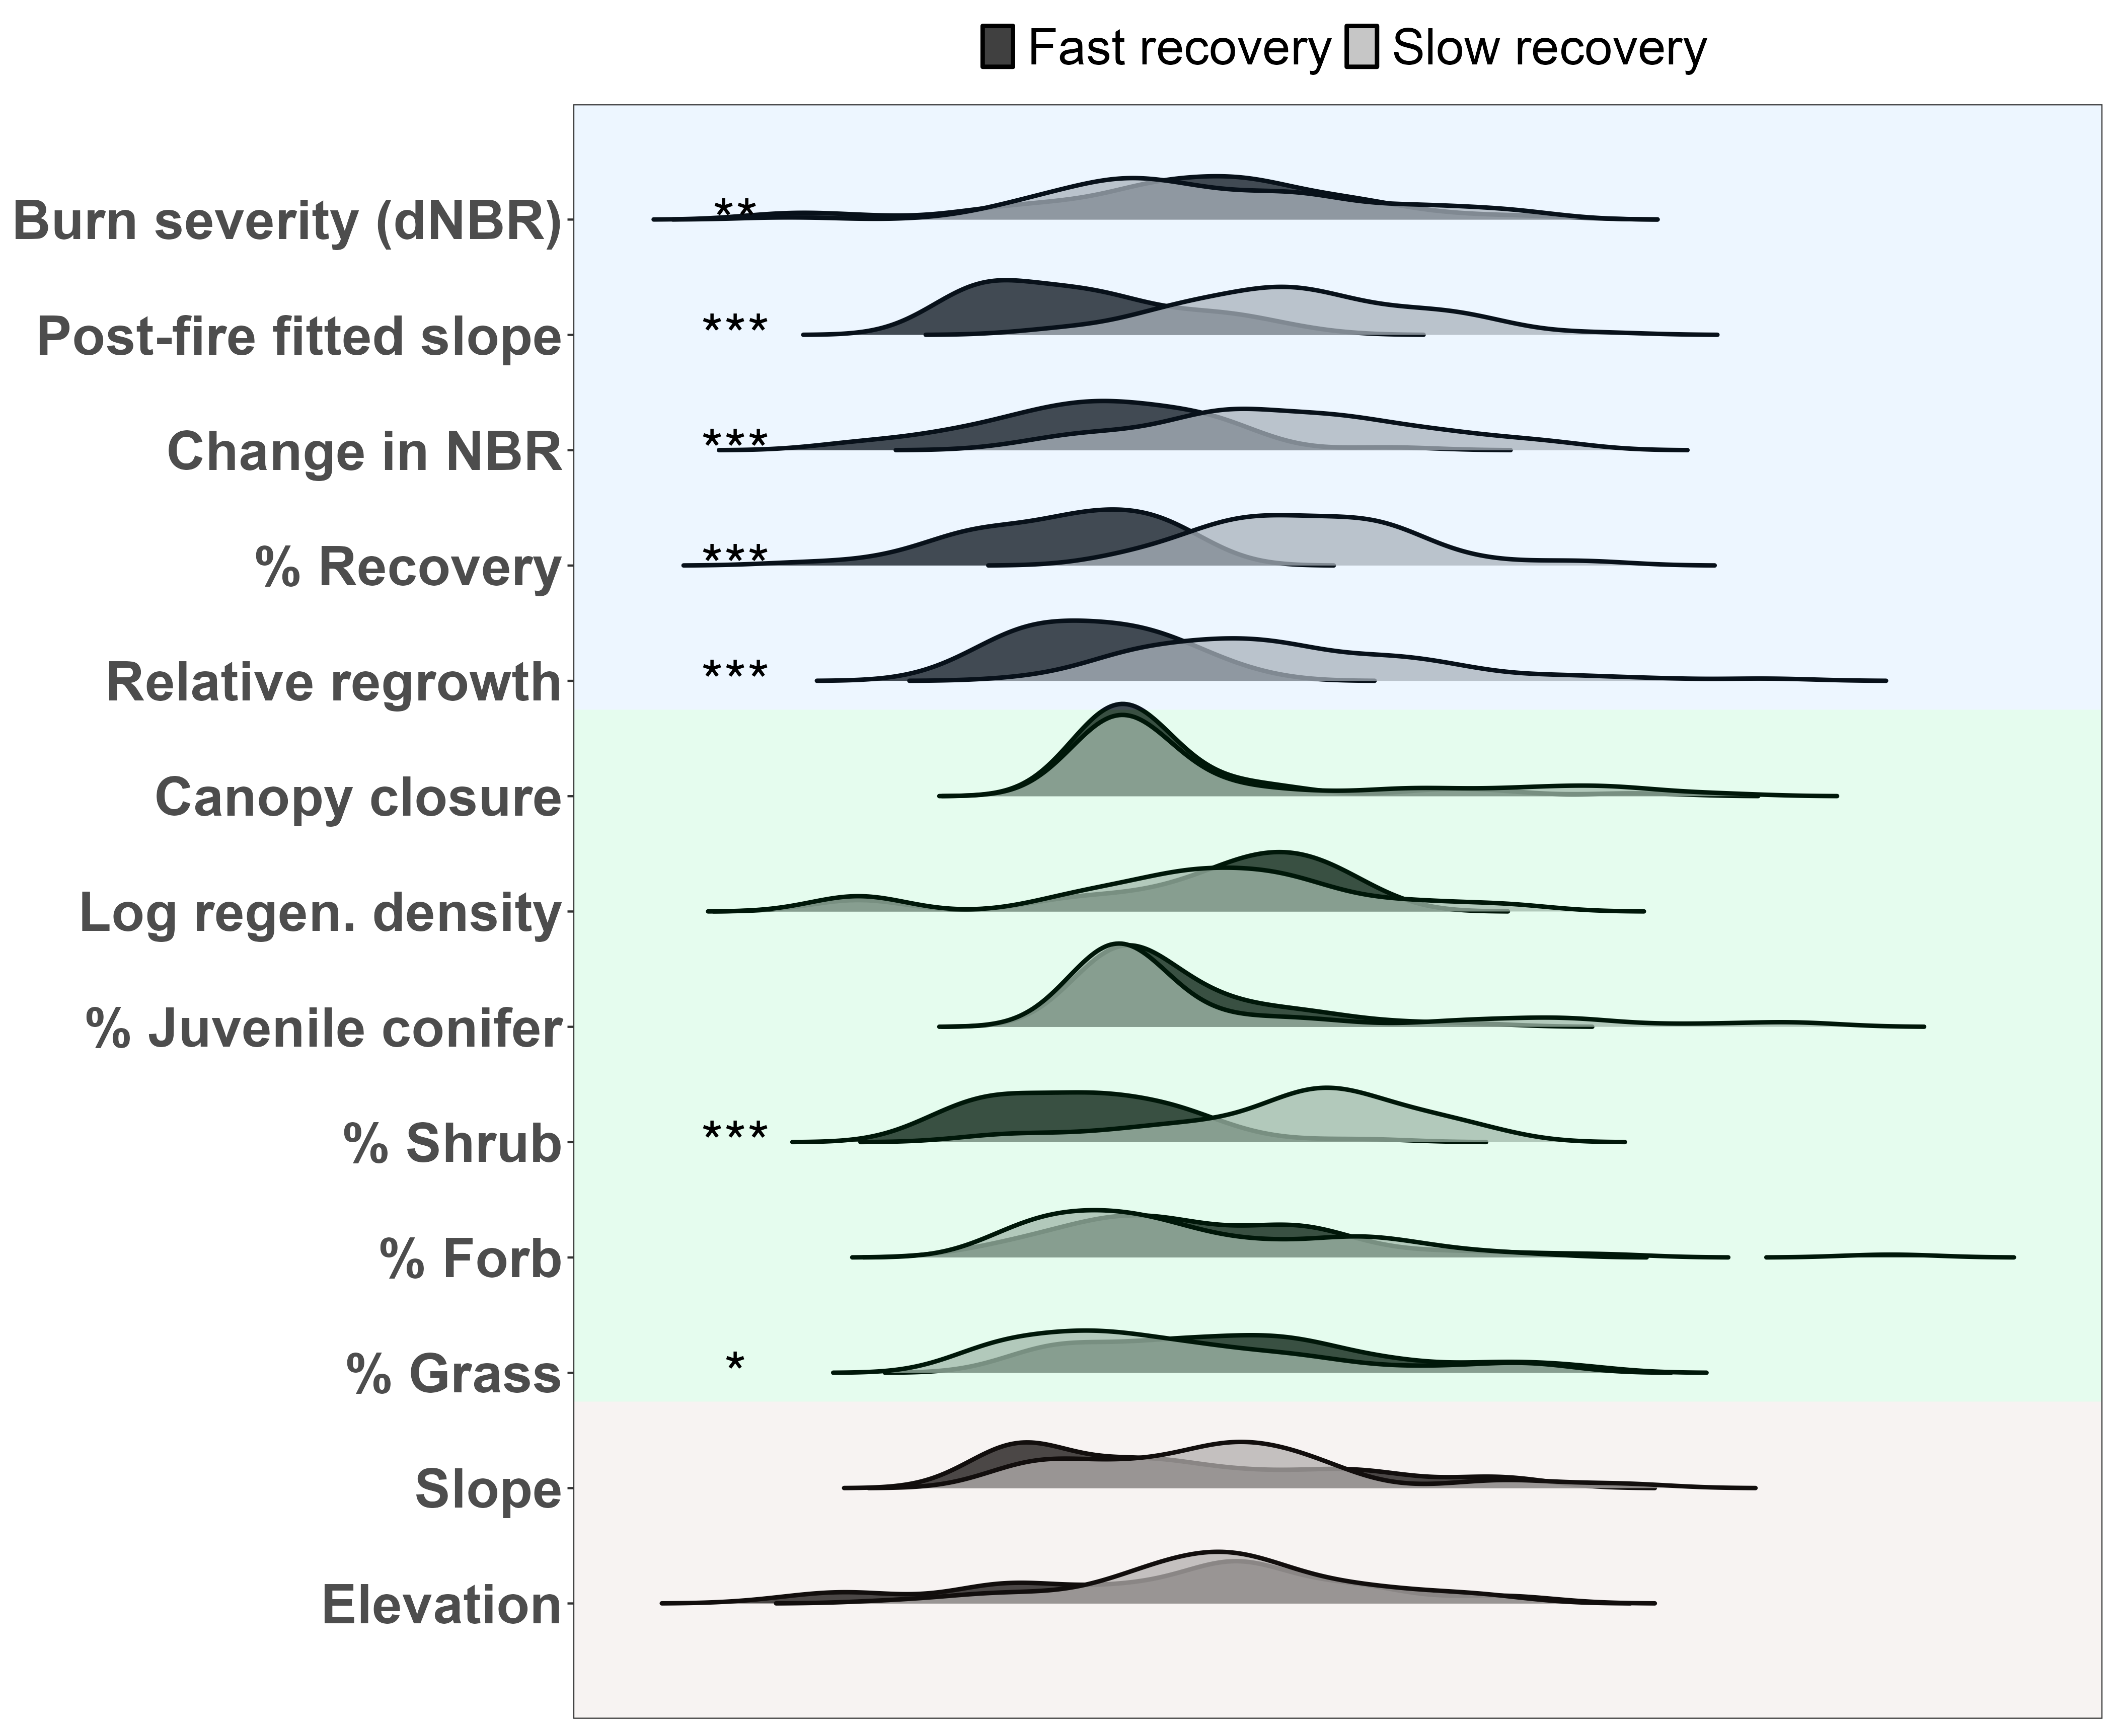 Fast recovery Slow recovery
Burn severity (dNBR) **
Post-fire fitted slope ***
Change in NBR ***
% Recovery ***
Relative regrowth ***
Canopy closure
Log regen. density
% Juvenile conifer
% Shrub ***
% Forb
% Grass *
Slope
Elevation